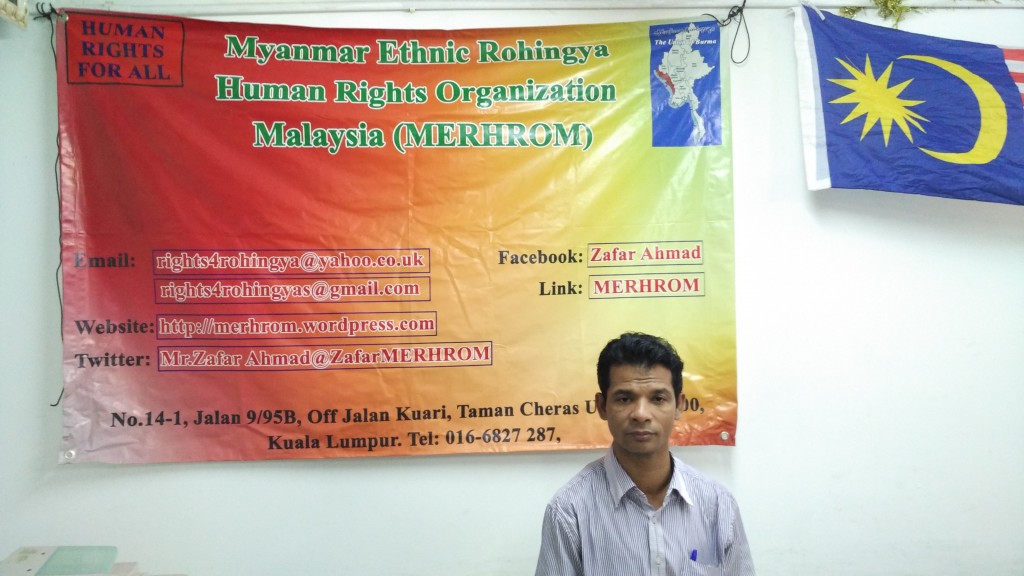 HUMAN
RIGHTS
FOR ALL
Myanmar Ethnic Rohingya
Human Rights Organization
Malaysia (MERHROM)
Email: rights4rohingya@yahoo.co.uk
rights4rohingyas@gmail.com
Website: http://merhrom.wordpress.com
Twitter: Mr.Zafar Ahmad@ZafarMERHROM
Facebook: Zafar Ahmad
Link: MERHROM
No.14-1, Jalan 9/95B, Off Jalan Kuari, Taman Cheras
Kuala Lumpur. Tel: 016-6827 287,